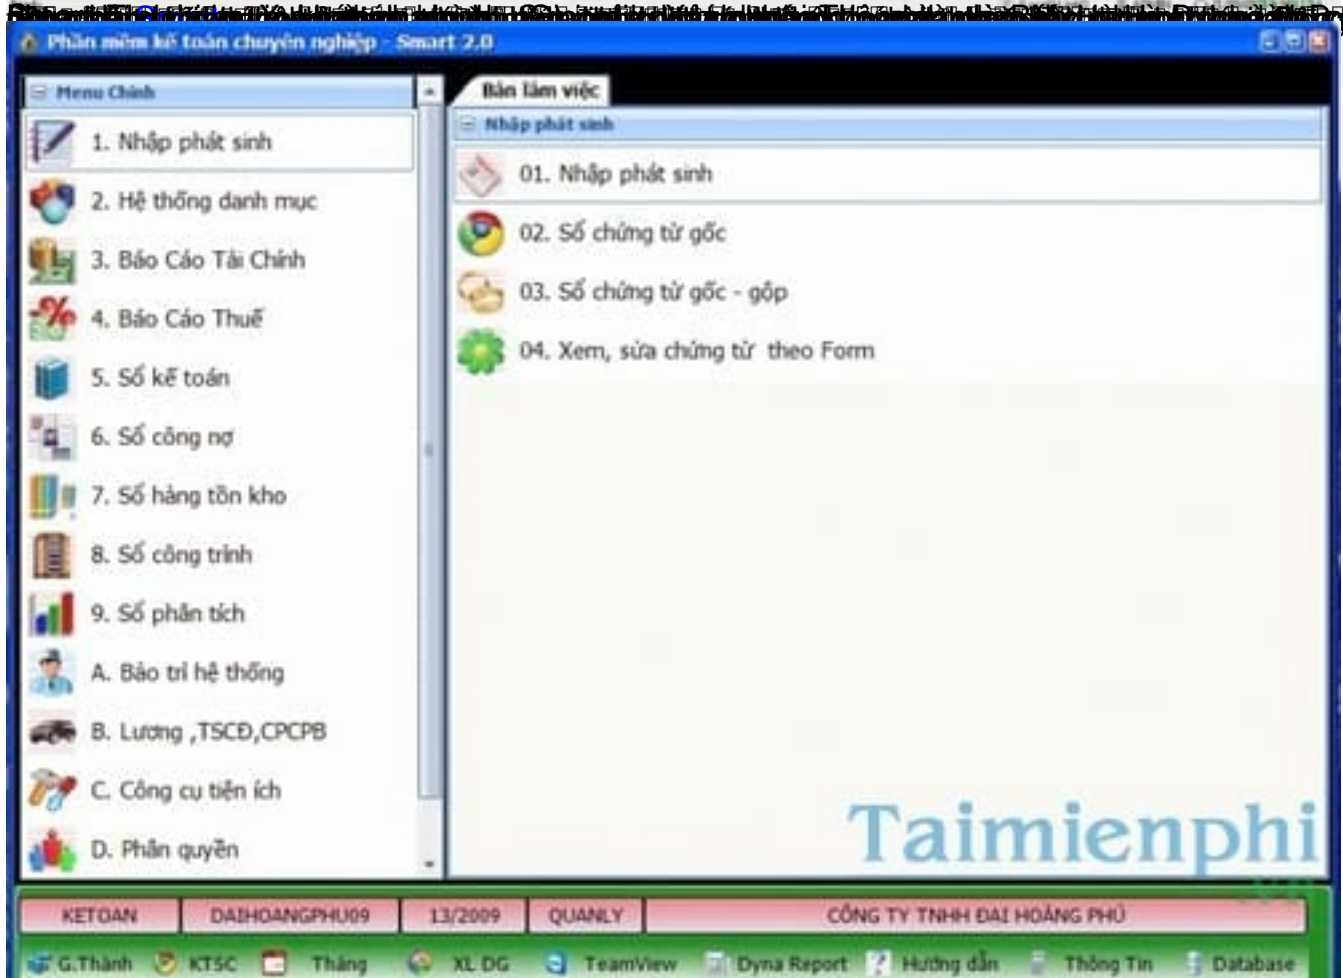 Phần mềm kế toán chuyên nghiệp - Smart 2.0
Menu Chính
1. Nhập phát sinh
2. Hệ thống danh mục
3. Báo Cáo Tài Chính
4. Báo Cáo Thuế
5. Sổ kế toán
6. Sổ công nợ
7. Sổ hàng tồn kho
8. Sổ công trình
9. Sổ phân tích
A. Bảo trì hệ thống
B. Lương ,TSCĐ,CPCPB
C. Công cụ tiện ích
D. Phân quyền
Bàn làm việc
Nhập phát sinh
01. Nhập phát sinh
02. Sổ chứng từ gốc
03. Sổ chứng từ gốc - gộp
04. Xem, sửa chứng từ theo Form
Taimienphi
KETOAN DAIHOANGPHU09 13/2009 QUANLY CÔNG TY TNHH ĐẠI HOÀNG PHÚ
G.Thành KTSC Tháng XL DG TeamView Dyna Report Hướng dẫn Thông Tin Database